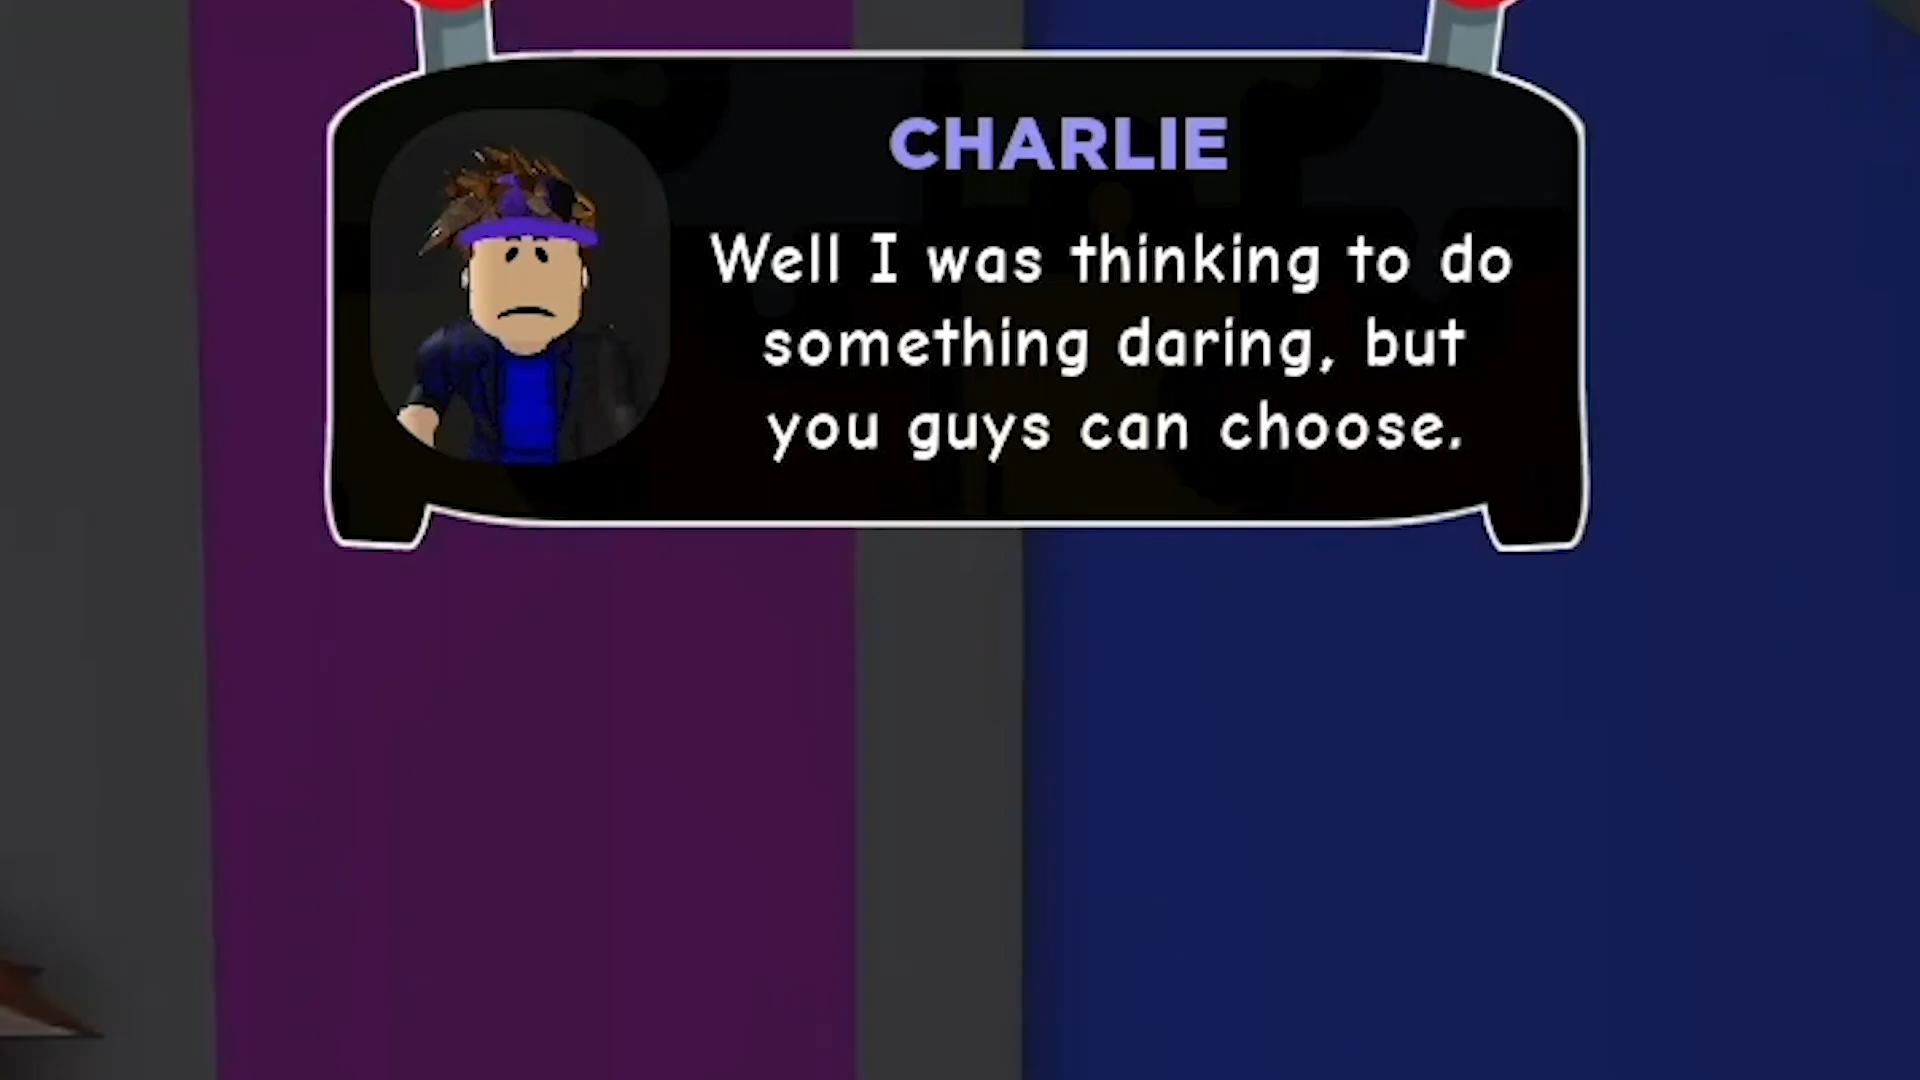 CHARLIE
Well I was thinking to do
something daring, but
you guys can choose.